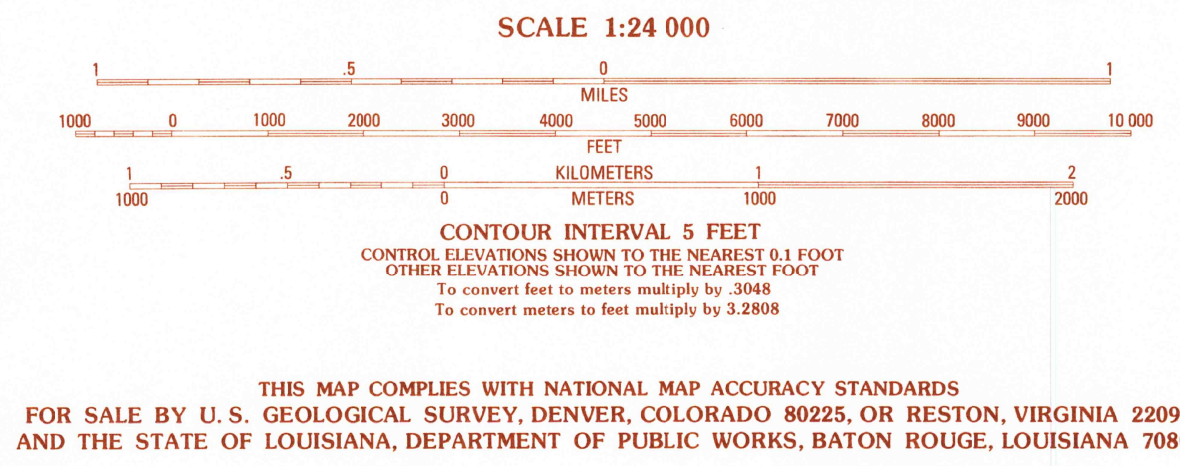 SCALE 1:24 000
1 .5 0 1
MILES
1000 0 1000 2000 3000 4000 5000 6000 7000 8000 9000 10 000
FEET
1 .5 0 KILOMETERS 1 2
1000 0 METERS 1000 2000
CONTOUR INTERVAL 5 FEET
CONTROL ELEVATIONS SHOWN TO THE NEAREST 0.1 FOOT
OTHER ELEVATIONS SHOWN TO THE NEAREST FOOT
To convert feet to meters multiply by .3048
To convert meters to feet multiply by 3.2808
THIS MAP COMPLIES WITH NATIONAL MAP ACCURACY STANDARDS
FOR SALE BY U. S. GEOLOGICAL SURVEY, DENVER, COLORADO 80225, OR RESTON, VIRGINIA 2209
AND THE STATE OF LOUISIANA, DEPARTMENT OF PUBLIC WORKS, BATON ROUGE, LOUISIANA 708